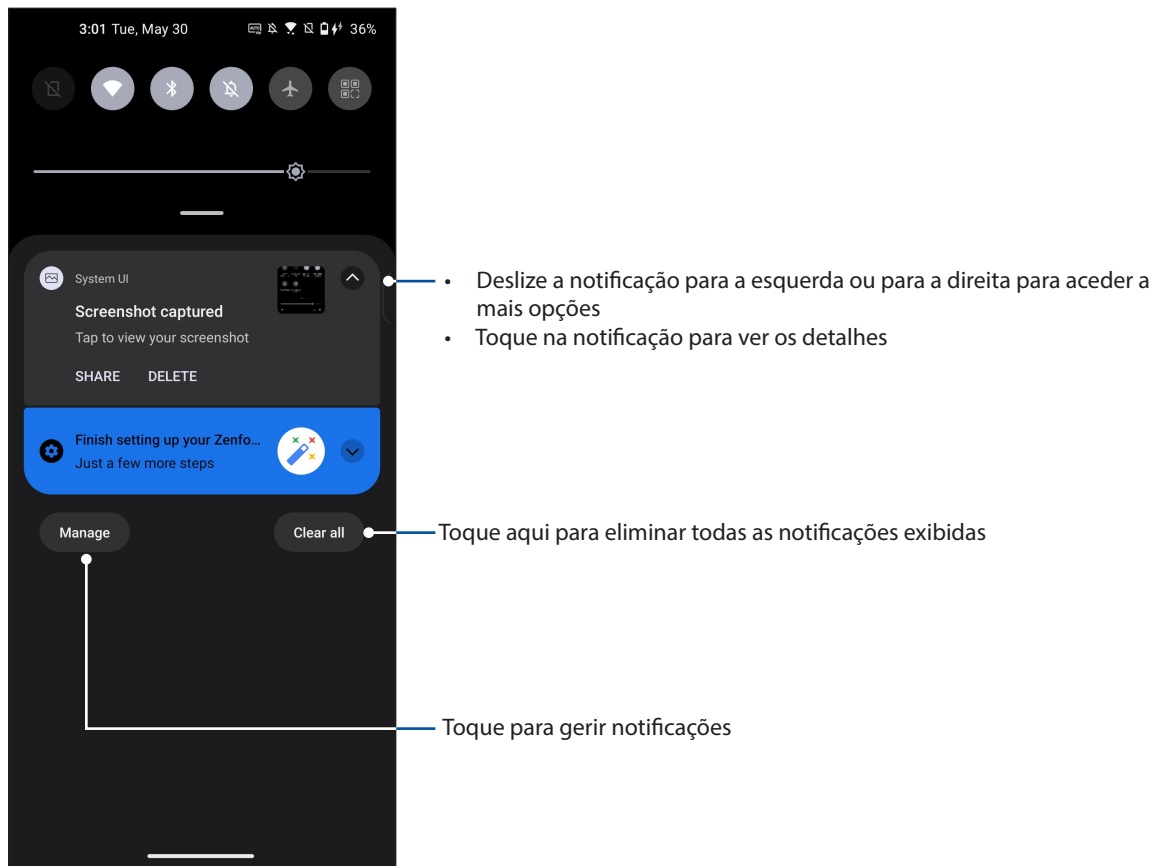 3:01 Tue, May 30 36%
System UI
Screenshot captured
Tap to view your screenshot
SHARE DELETE
Finish setting up your Zenfo...
Just a few more steps
Manage Clear all
• Deslize a notificação para a esquerda ou para a direita para aceder a
mais opções
• Toque na notificação para ver os detalhes
Toque aqui para eliminar todas as notificações exibidas
Toque para gerir notificações